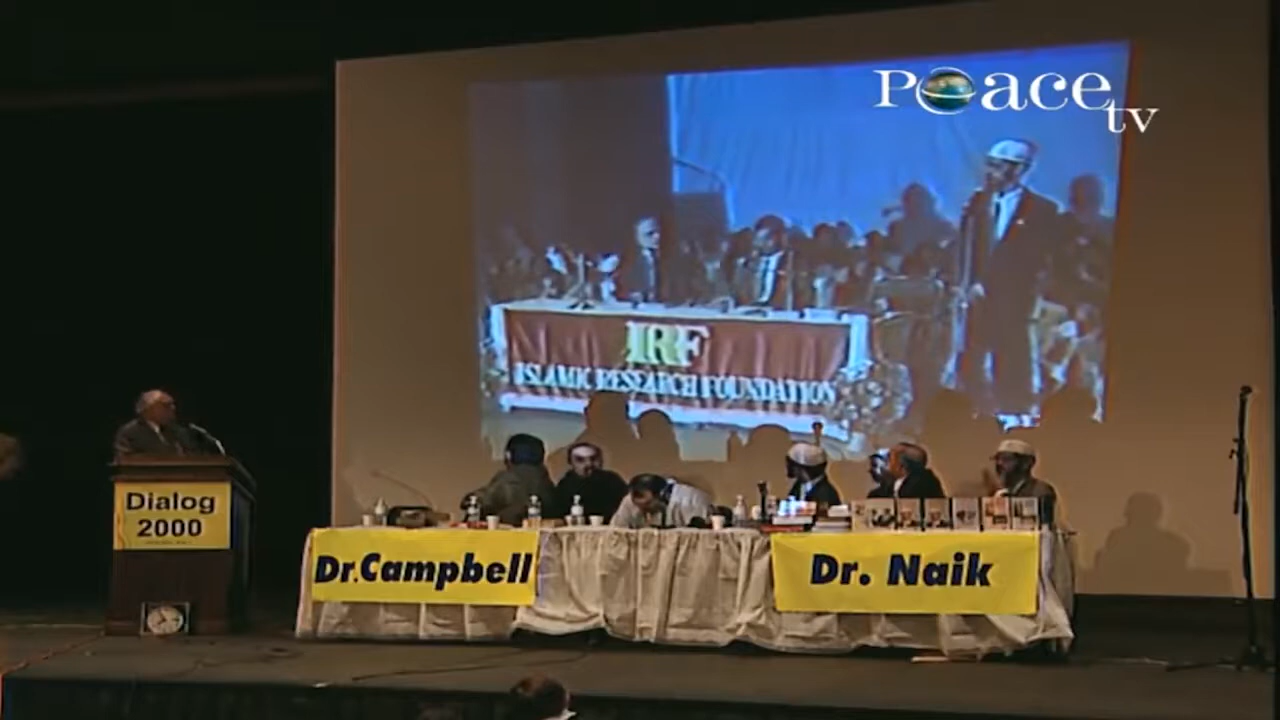 Peace
tv
IRF
ISLAMIC RESEARCH FOUNDATION
Dialog
2000
Dr.Campbell
Dr. Naik